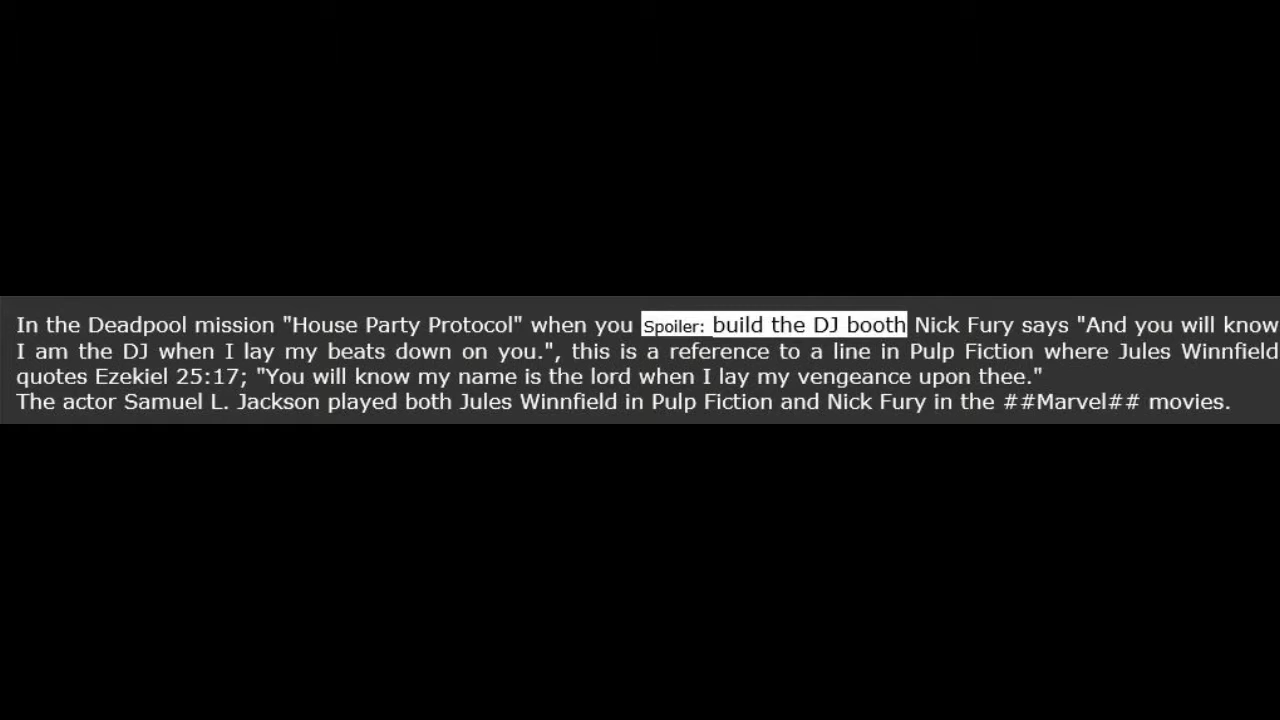 In the Deadpool mission "House Party Protocol" when you Spoiler: build the DJ booth Nick Fury says "And you will know
I am the DJ when I lay my beats down on you.", this is a reference to a line in Pulp Fiction where Jules Winnfield
quotes Ezekiel 25:17; "You will know my name is the lord when I lay my vengeance upon thee."
The actor Samuel L. Jackson played both Jules Winnfield in Pulp Fiction and Nick Fury in the ##Marvel## movies.